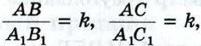 AB/A₁B₁ = k, AC/A₁C₁ = k,